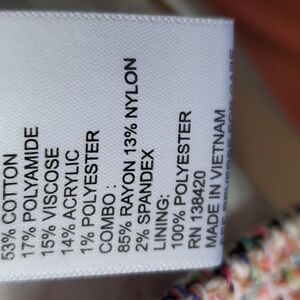 53% COTTON
17% POLYAMIDE
15% VISCOSE
14% ACRYLIC
1% POLYESTER
COMBO :
85% RAYON 13% NYLON
2% SPANDEX
LINING:
100% POLYESTER
RN 138420
MADE IN VIETNAM